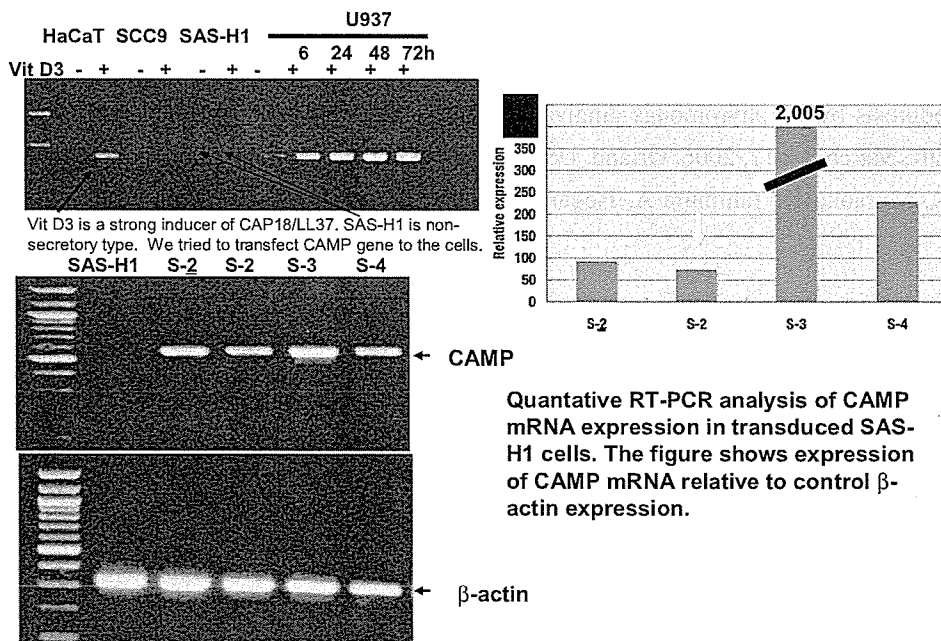 U937
HaCaT SCC9 SAS-H1
6 24 48 72h
Vit D3 - + - + - + - + + + +
Vit D3 is a strong inducer of CAP18/LL37. SAS-H1 is non-
secretory type. We tried to transfect CAMP gene to the cells.
SAS-H1 S-2 S-2 S-3 S-4
CAMP
β-actin
2,005
Relative expression
350
300
250
200
150
100
50
0
S-2 S-2 S-3 S-4
Quantative RT-PCR analysis of CAMP
mRNA expression in transduced SAS-
H1 cells. The figure shows expression
of CAMP mRNA relative to control β-
actin expression.